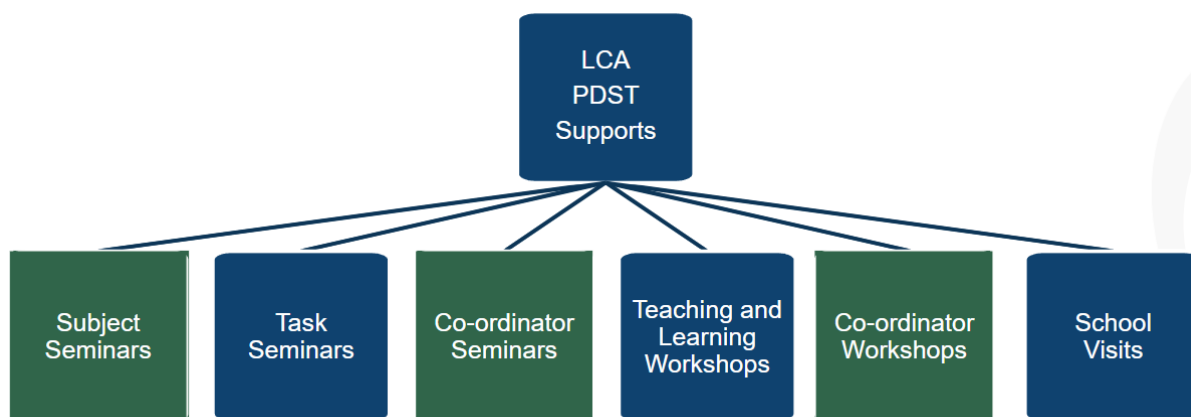 LCA
PDST
Supports
Subject
Seminars
Task
Seminars
Co-ordinator
Seminars
Teaching and
Learning
Workshops
Co-ordinator
Workshops
School
Visits